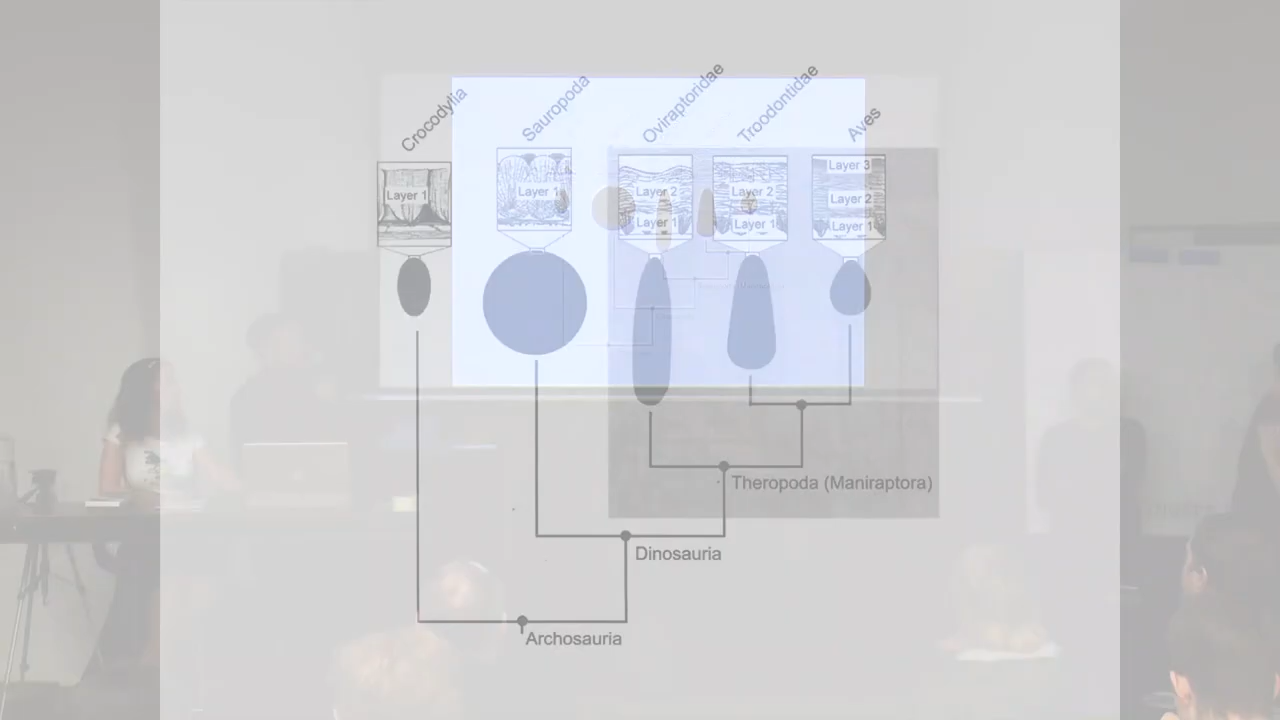 Crocodylia
Sauropoda
Oviraptoridae
Troodontidae
Aves
Layer 1
Layer 1
Layer 2
Layer 1
Layer 2
Layer 1
Layer 3
Layer 2
Layer 1
Theropoda (Maniraptora)
Dinosauria
Archosauria